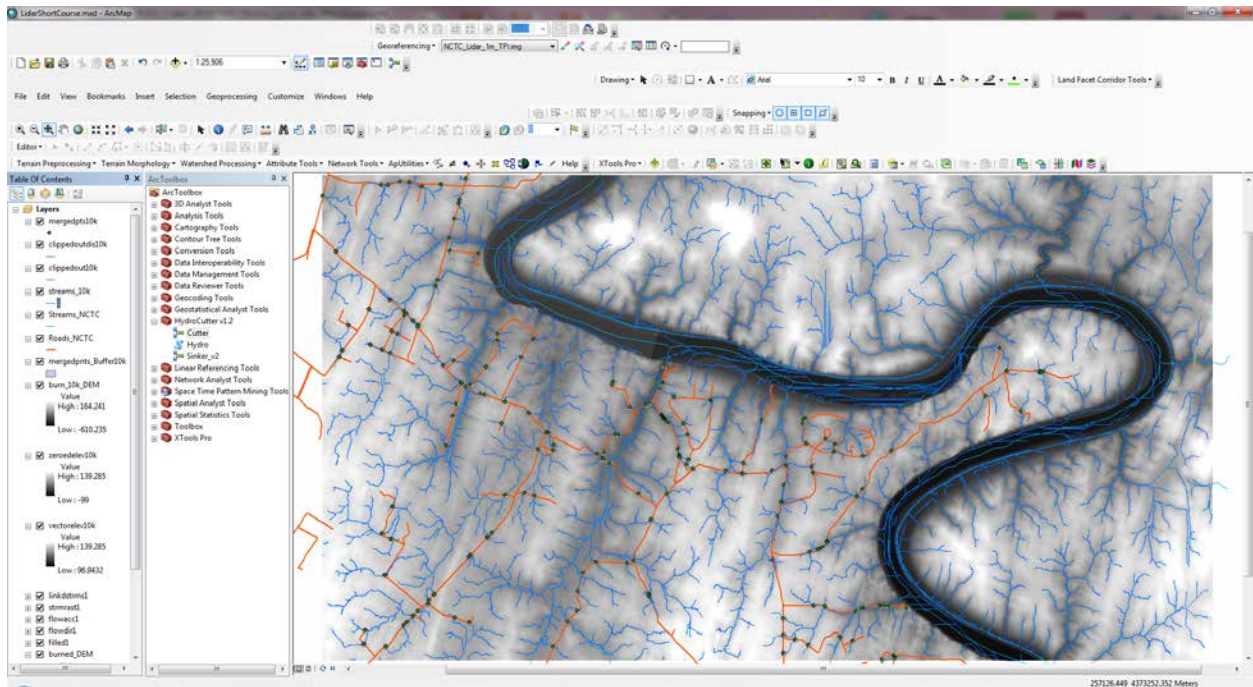 LidarShortCourse.mxd - ArcMap
Georeferencing NCTC_Lidar_1m_TPI.img
1:25,906
Drawing A Arial 10 B I U A Land Facet Corridor Tools
File Edit View Bookmarks Insert Selection Geoprocessing Customize Windows Help
Snapping
Editor
Terrain Preprocessing Terrain Morphology Watershed Processing Attribute Tools Network Tools ApUtilities Help XTools Pro
Table Of Contents
Layers
mergedpts10k
clippedoutdis10k
clippedout10k
streams_10k
Streams_NCTC
Roads_NCTC
mergedpnts_Buffer10k
burn_10k_DEM
Value
High : 164.241
Low : -610.235
zeroedelev10k
Value
High : 139.285
Low : -99
vectorelev10k
Value
High : 139.285
Low : 96.9432
linkdstrms1
strmrast1
flowacc1
flowdir1
filled1
burned_DEM
ArcToolbox
ArcToolbox
3D Analyst Tools
Analysis Tools
Cartography Tools
Contour Tree Tools
Conversion Tools
Data Interoperability Tools
Data Management Tools
Data Reviewer Tools
Geocoding Tools
Geostatistical Analyst Tools
HydroCutter v1.2
Cutter
Hydro
Sinker_v2
Linear Referencing Tools
Network Analyst Tools
Space Time Pattern Mining Tools
Spatial Analyst Tools
Spatial Statistics Tools
Toolbox
XTools Pro
257126.449 4373252.352 Meters